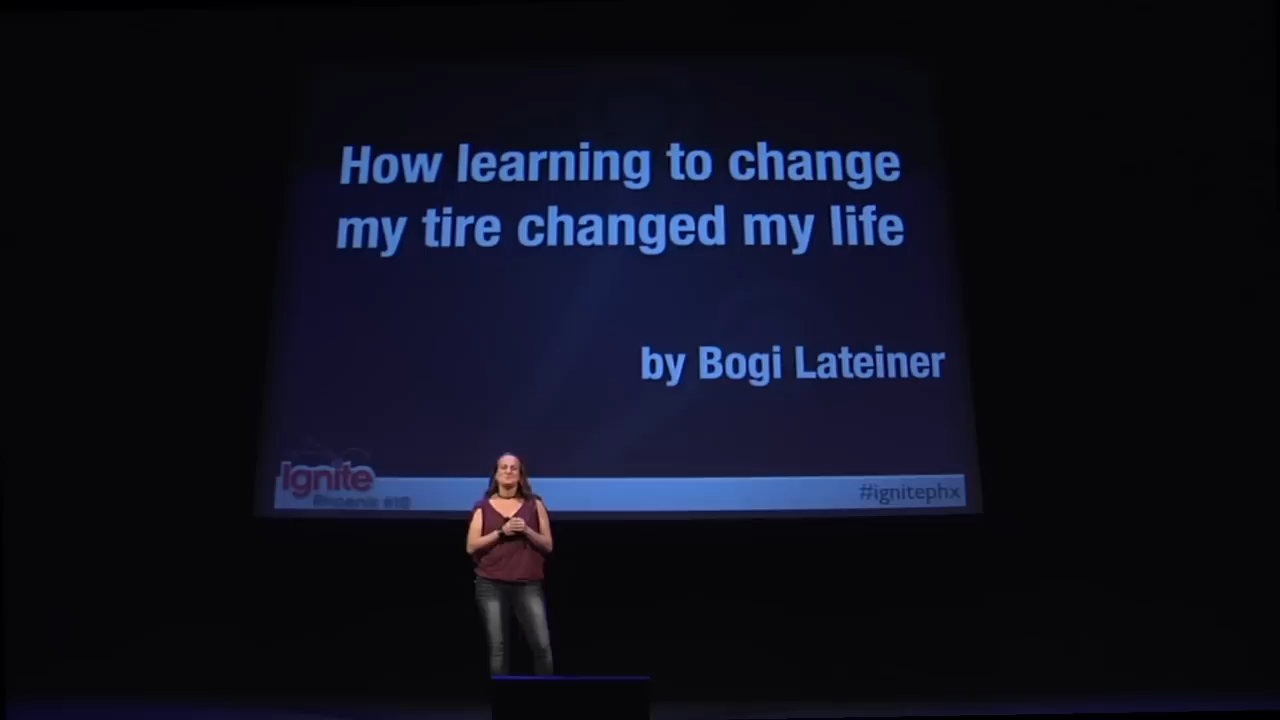 How learning to change
my tire changed my life
by Bogi Lateiner
Ignite
#ignitephx